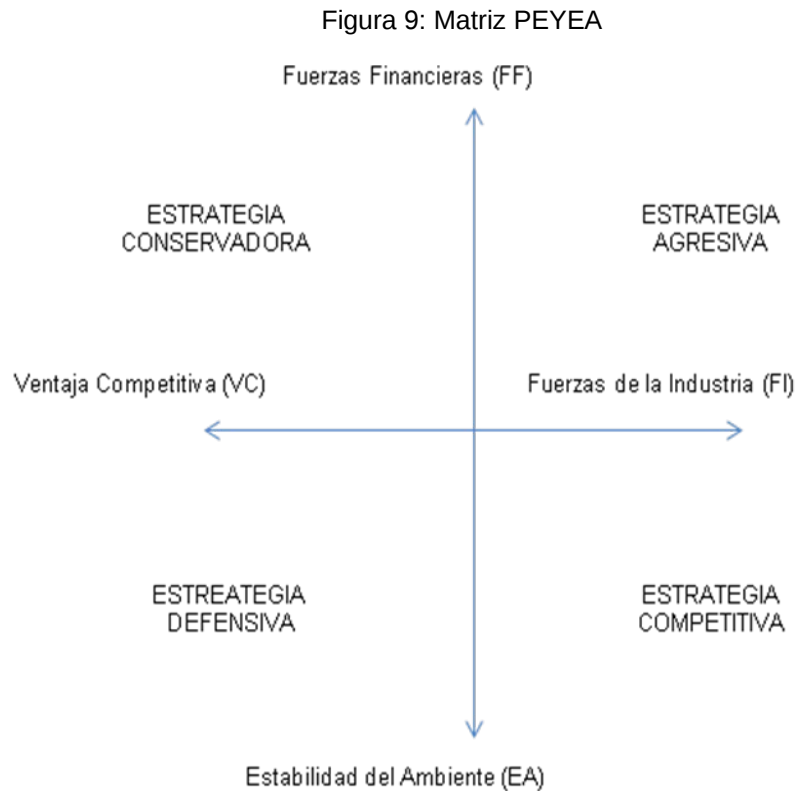 Figura 9: Matriz PEYEA
Fuerzas Financieras (FF)
ESTRATEGIA
CONSERVADORA
ESTRATEGIA
AGRESIVA
Ventaja Competitiva (VC)
Fuerzas de la Industria (FI)
ESTREATEGIA
DEFENSIVA
ESTRATEGIA
COMPETITIVA
Estabilidad del Ambiente (EA)